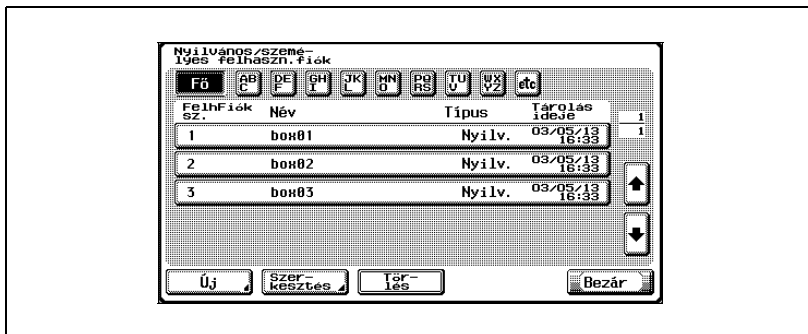 Nyilvános/szemé-
lyes felhaszn.fiók
Fő
AB
C
DE
F
GH
I
JK
L
MN
O
PQ
RS
TU
V
WX
YZ
etc
FelhFiók
sz.
Név
Típus
Tárolás
ideje
1
1
1 box01 Nyilv. 03/05/13
16:33
2 box02 Nyilv. 03/05/13
16:33
3 box03 Nyilv. 03/05/13
16:33
Új
Szer-
kesztés
Tör-
lés
Bezár